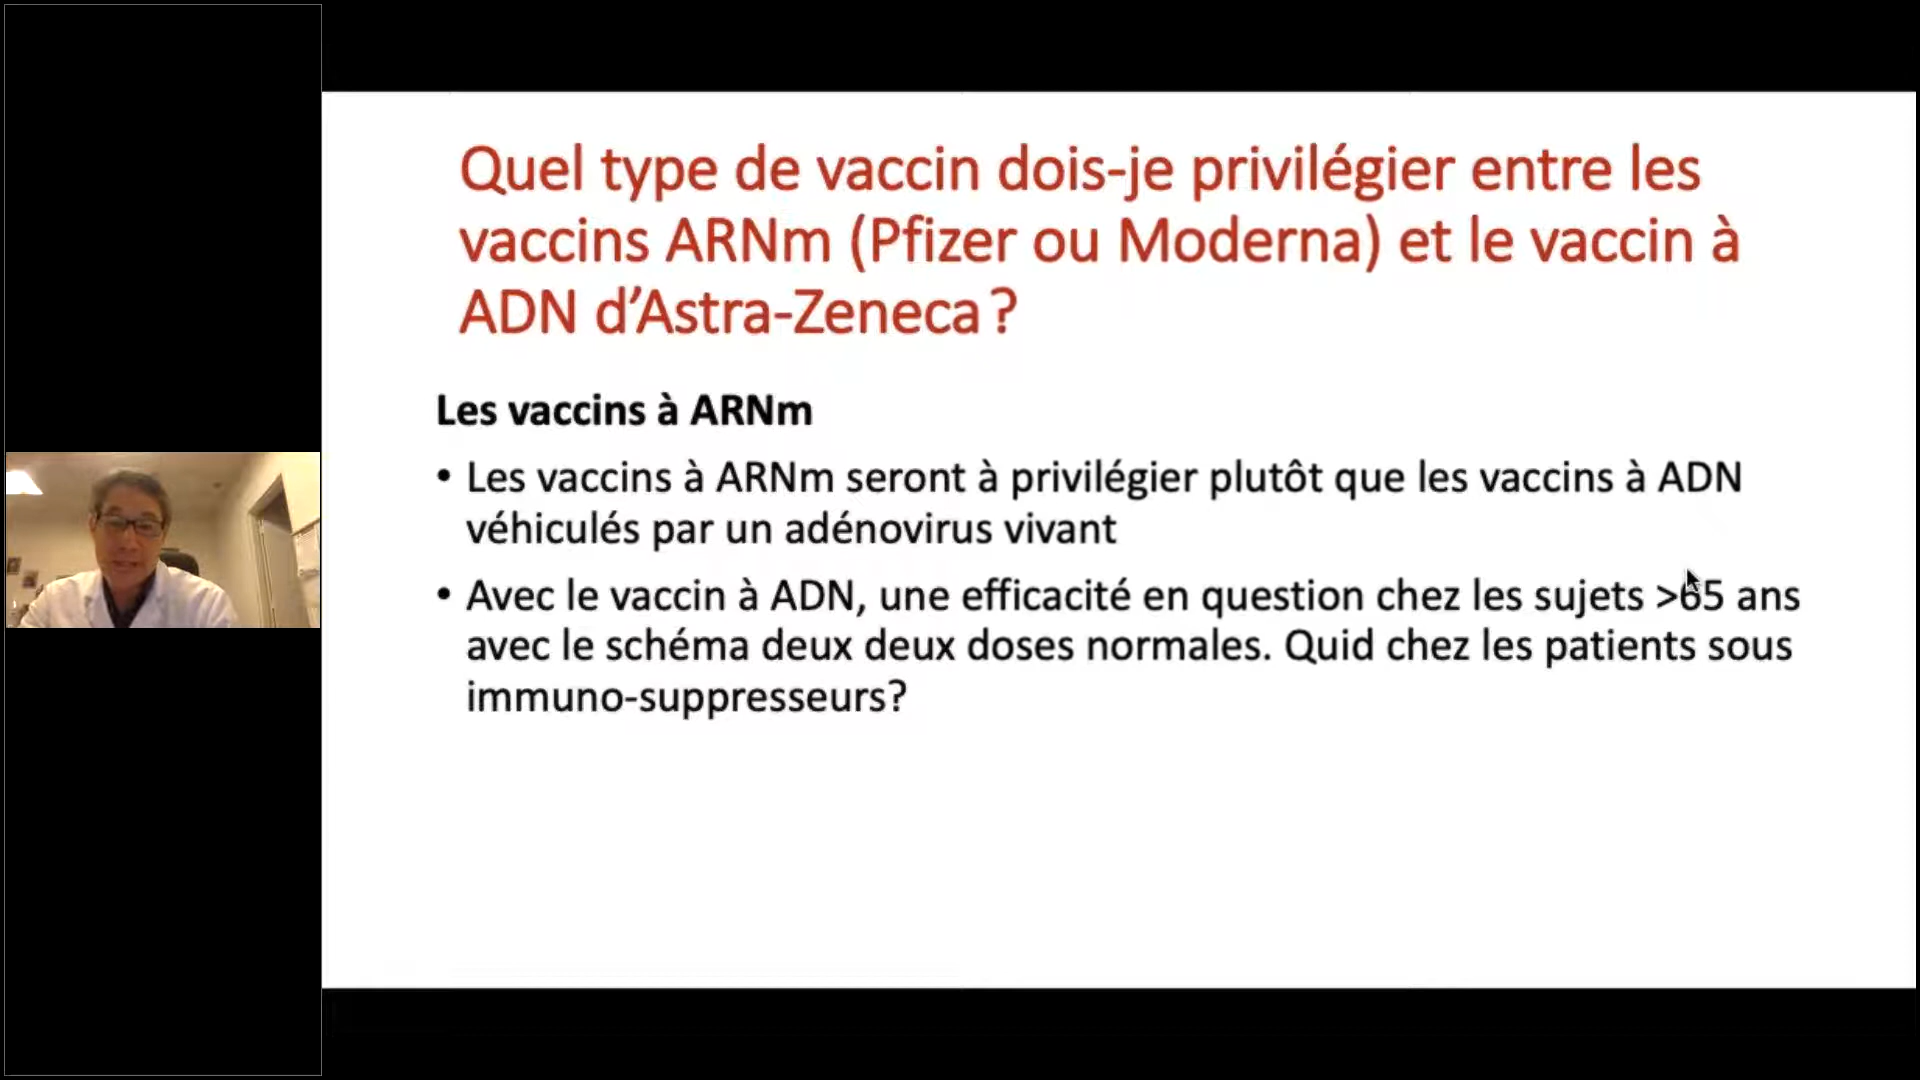 Quel type de vaccin dois-je privilégier entre les
vaccins ARNm (Pfizer ou Moderna) et le vaccin à
ADN d’Astra-Zeneca ?
Les vaccins à ARNm
• Les vaccins à ARNm seront à privilégier plutôt que les vaccins à ADN
véhiculés par un adénovirus vivant
• Avec le vaccin à ADN, une efficacité en question chez les sujets >65 ans
avec le schéma deux deux doses normales. Quid chez les patients sous
immuno-suppresseurs?